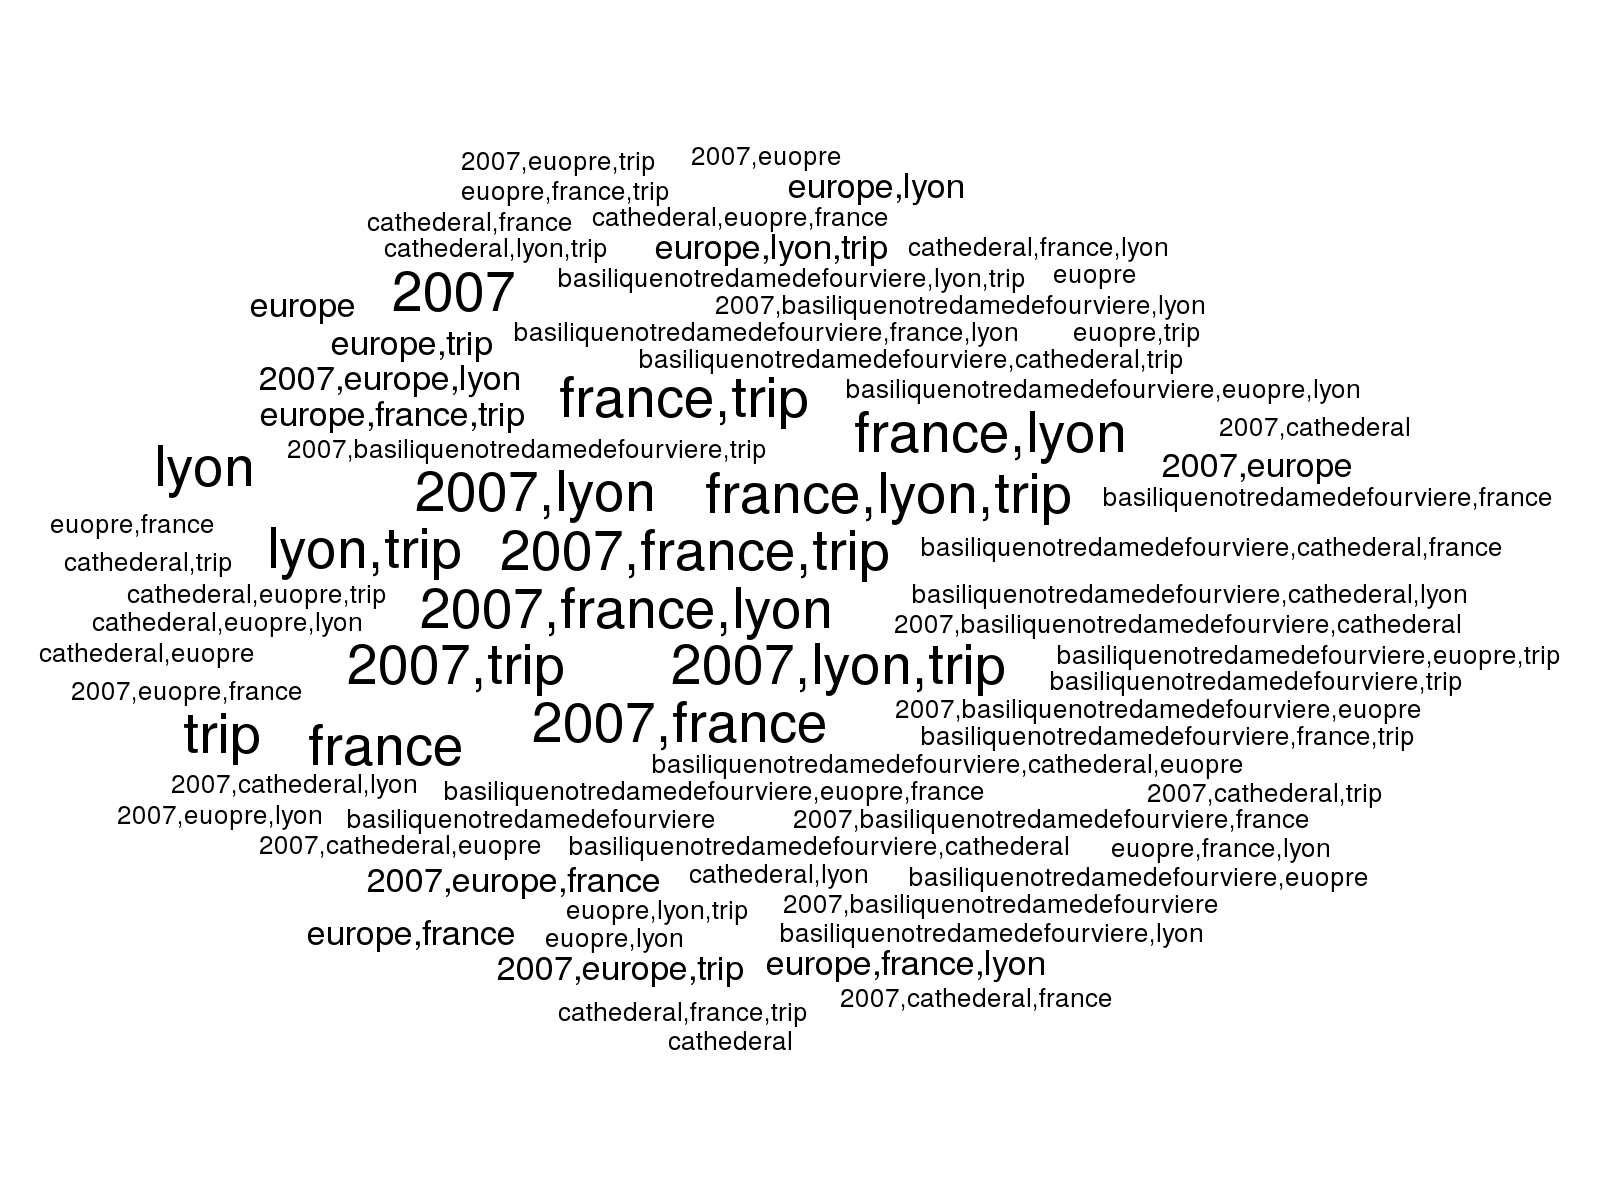 2007,euopre,trip 2007,euopre
euopre,france,trip europe,lyon
cathederal,france cathederal,euopre,france
cathederal,lyon,trip europe,lyon,trip cathederal,france,lyon
2007 basiliquenotredamedefourviere,lyon,trip euopre
europe 2007,basiliquenotredamedefourviere,lyon
europe,trip basiliquenotredamedefourviere,france,lyon euopre,trip
basiliquenotredamedefourviere,cathederal,trip
2007,europe,lyon france,trip basiliquenotredamedefourviere,euopre,lyon
europe,france,trip france,lyon 2007,cathederal
lyon 2007,basiliquenotredamedefourviere,trip 2007,europe
2007,lyon france,lyon,trip basiliquenotredamedefourviere,france
euopre,france
cathederal,trip lyon,trip 2007,france,trip basiliquenotredamedefourviere,cathederal,france
cathederal,euopre,trip basiliquenotredamedefourviere,cathederal,lyon
cathederal,euopre,lyon 2007,france,lyon 2007,basiliquenotredamedefourviere,cathederal
cathederal,euopre 2007,trip 2007,lyon,trip basiliquenotredamedefourviere,euopre,trip
basiliquenotredamedefourviere,trip
2007,euopre,france 2007,basiliquenotredamedefourviere,euopre
trip france 2007,france basiliquenotredamedefourviere,france,trip
basiliquenotredamedefourviere,cathederal,euopre
2007,cathederal,lyon basiliquenotredamedefourviere,euopre,france 2007,cathederal,trip
2007,euopre,lyon basiliquenotredamedefourviere 2007,basiliquenotredamedefourviere,france
2007,cathederal,euopre basiliquenotredamedefourviere,cathederal euopre,france,lyon
2007,europe,france cathederal,lyon basiliquenotredamedefourviere,euopre
euopre,lyon,trip 2007,basiliquenotredamedefourviere
europe,france euopre,lyon basiliquenotredamedefourviere,lyon
2007,europe,trip europe,france,lyon
cathederal,france,trip 2007,cathederal,france
cathederal